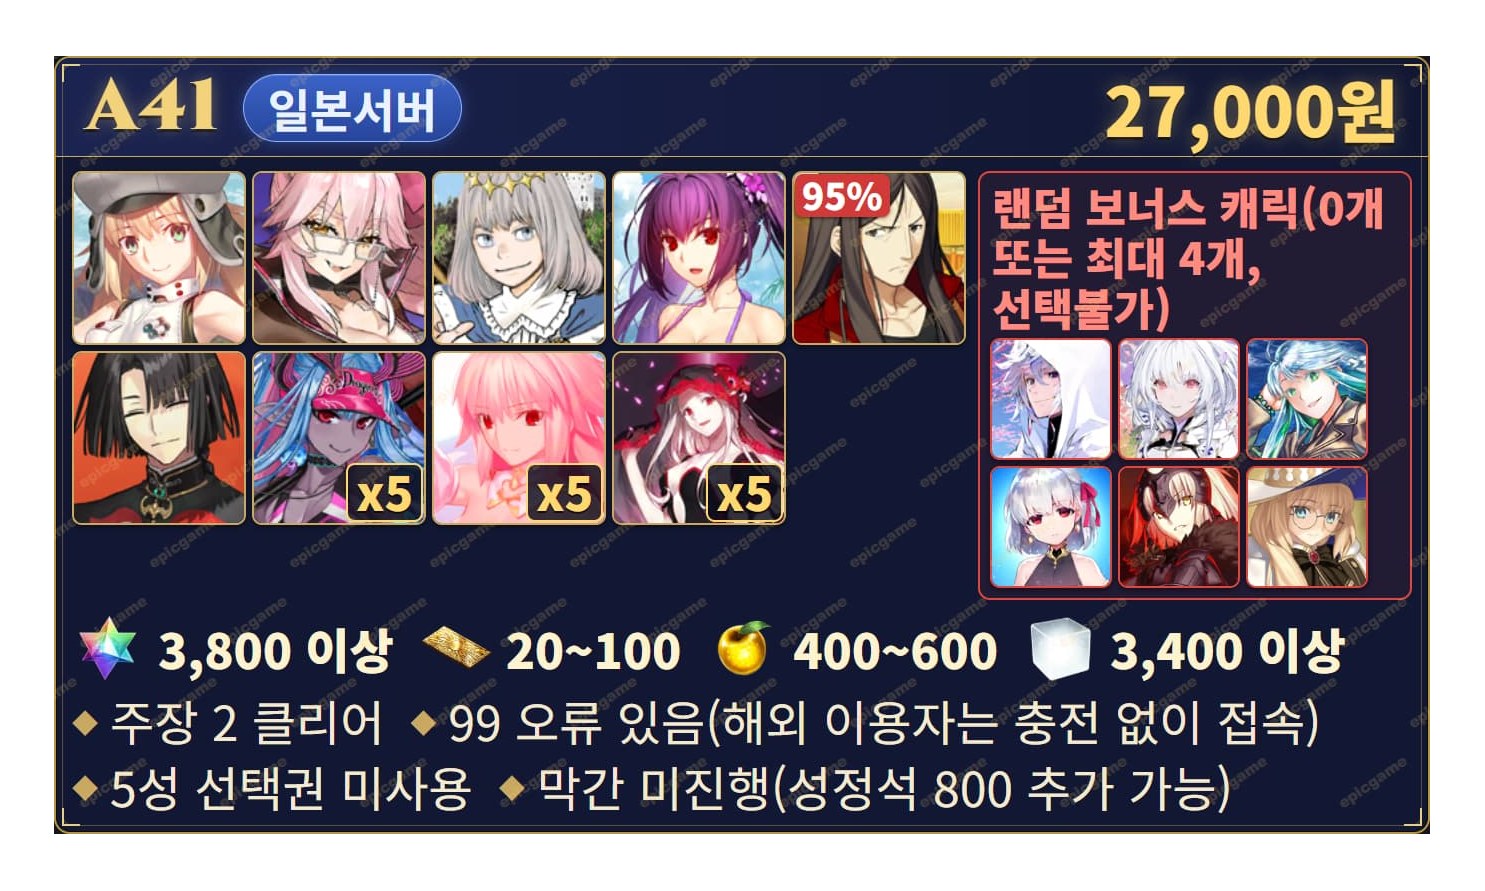 A41 일본서버 27,000원
95%
랜덤 보너스 캐릭(0개
또는 최대 4개,
선택불가)
x5 x5 x5
3,800 이상 20~100 400~600 3,400 이상
◆ 주장 2 클리어 ◆ 99 오류 있음(해외 이용자는 충전 없이 접속)
◆ 5성 선택권 미사용 ◆ 막간 미진행(성정석 800 추가 가능)
epicgame